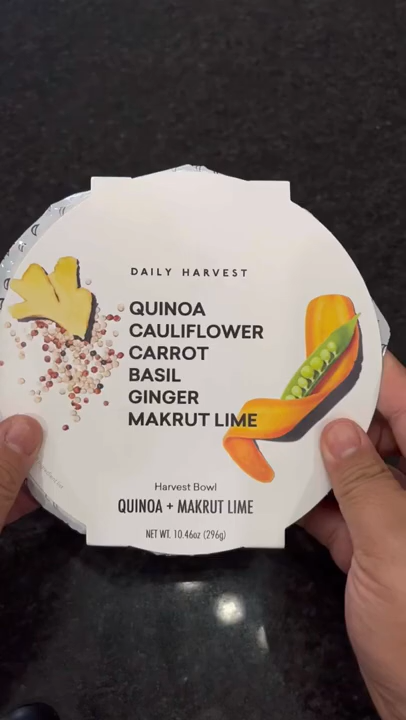 DAILY HARVEST
QUINOA
CAULIFLOWER
CARROT
BASIL
GINGER
MAKRUT LIME
Harvest Bowl
QUINOA + MAKRUT LIME
NET WT. 10.46oz (296g)